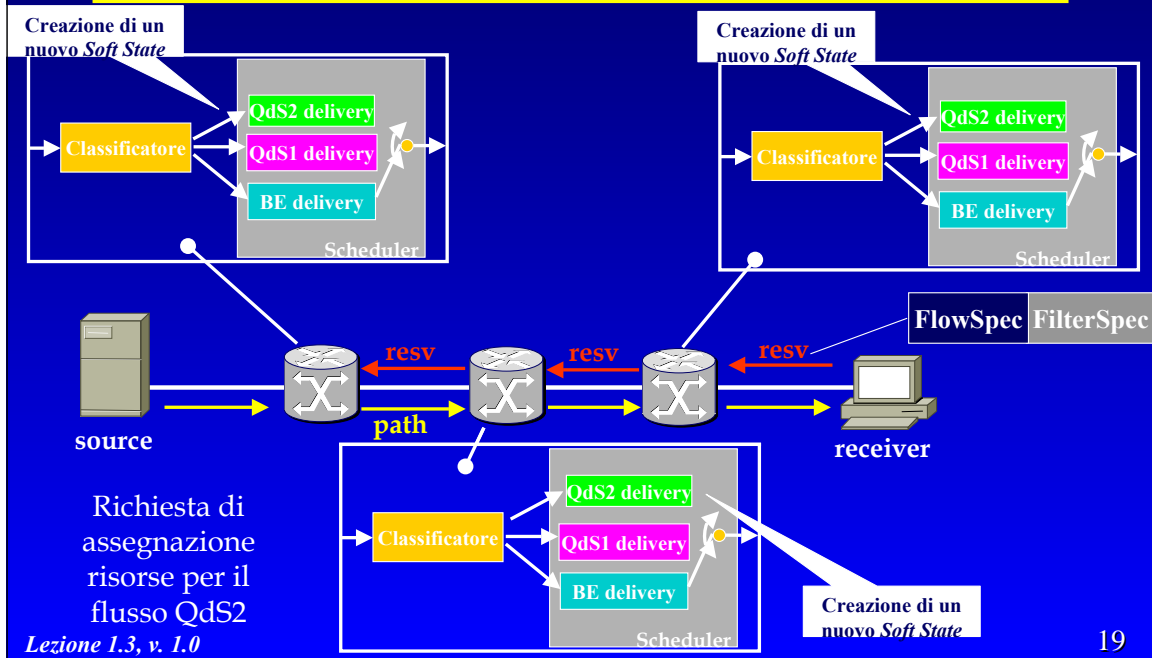 Creazione di un
nuovo Soft State
QdS2 delivery
Classificatore
QdS1 delivery
BE delivery
Scheduler
Creazione di un
nuovo Soft State
QdS2 delivery
Classificatore
QdS1 delivery
BE delivery
Scheduler
FlowSpec FilterSpec
resv
resv
resv
path
source
receiver
Richiesta di
assegnazione
risorse per il
flusso QdS2
QdS2 delivery
Classificatore
QdS1 delivery
BE delivery
Scheduler
Creazione di un
nuovo Soft State
Lezione 1.3, v. 1.0
19